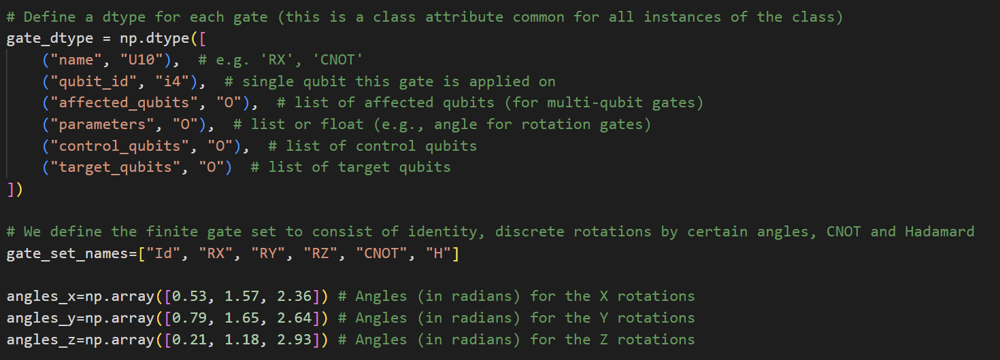 # Define a dtype for each gate (this is a class attribute common for all instances of the class)
gate_dtype = np.dtype([
    ("name", "U10"),  # e.g. 'RX', 'CNOT'
    ("qubit_id", "i4"),  # single qubit this gate is applied on
    ("affected_qubits", "O"),  # list of affected qubits (for multi-qubit gates)
    ("parameters", "O"),  # list or float (e.g., angle for rotation gates)
    ("control_qubits", "O"),  # list of control qubits
    ("target_qubits", "O")  # list of target qubits
])

# We define the finite gate set to consist of identity, discrete rotations by certain angles, CNOT and Hadamard
gate_set_names=["Id", "RX", "RY", "RZ", "CNOT", "H"]

angles_x=np.array([0.53, 1.57, 2.36]) # Angles (in radians) for the X rotations
angles_y=np.array([0.79, 1.65, 2.64]) # Angles (in radians) for the Y rotations
angles_z=np.array([0.21, 1.18, 2.93]) # Angles (in radians) for the Z rotations